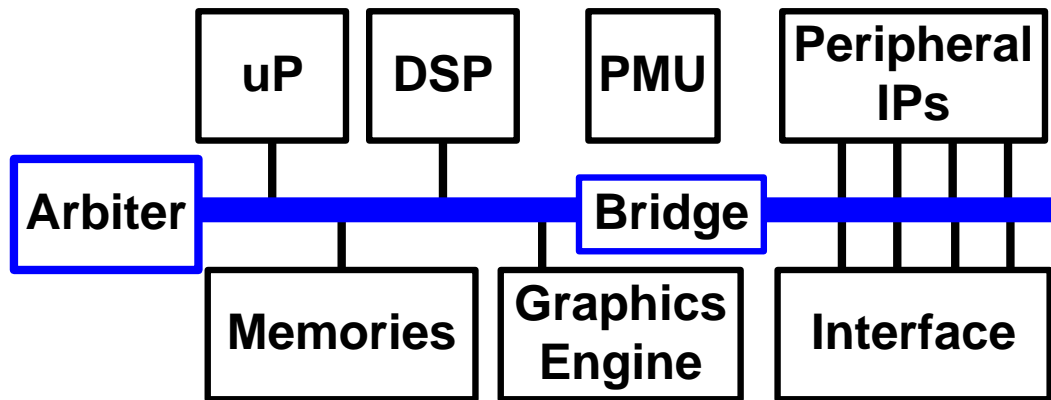 uP
DSP
PMU
Peripheral
IPs
Arbiter
Bridge
Memories
Graphics
Engine
Interface